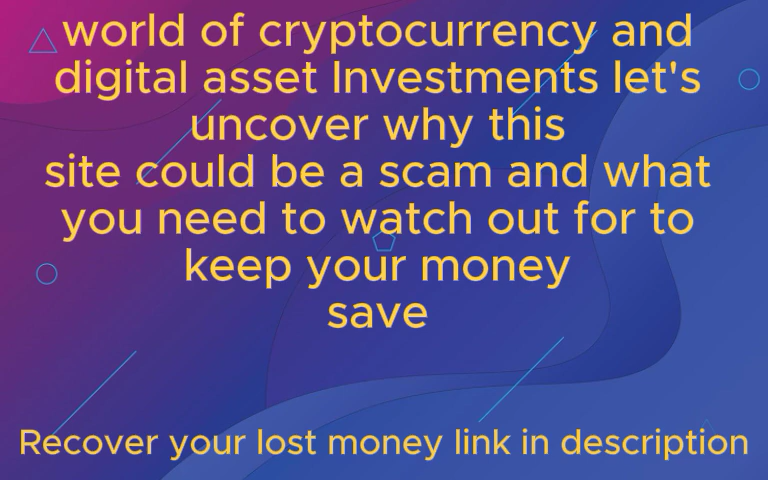 world of cryptocurrency and
digital asset Investments let's
uncover why this
site could be a scam and what
you need to watch out for to
keep your money
save
Recover your lost money link in description